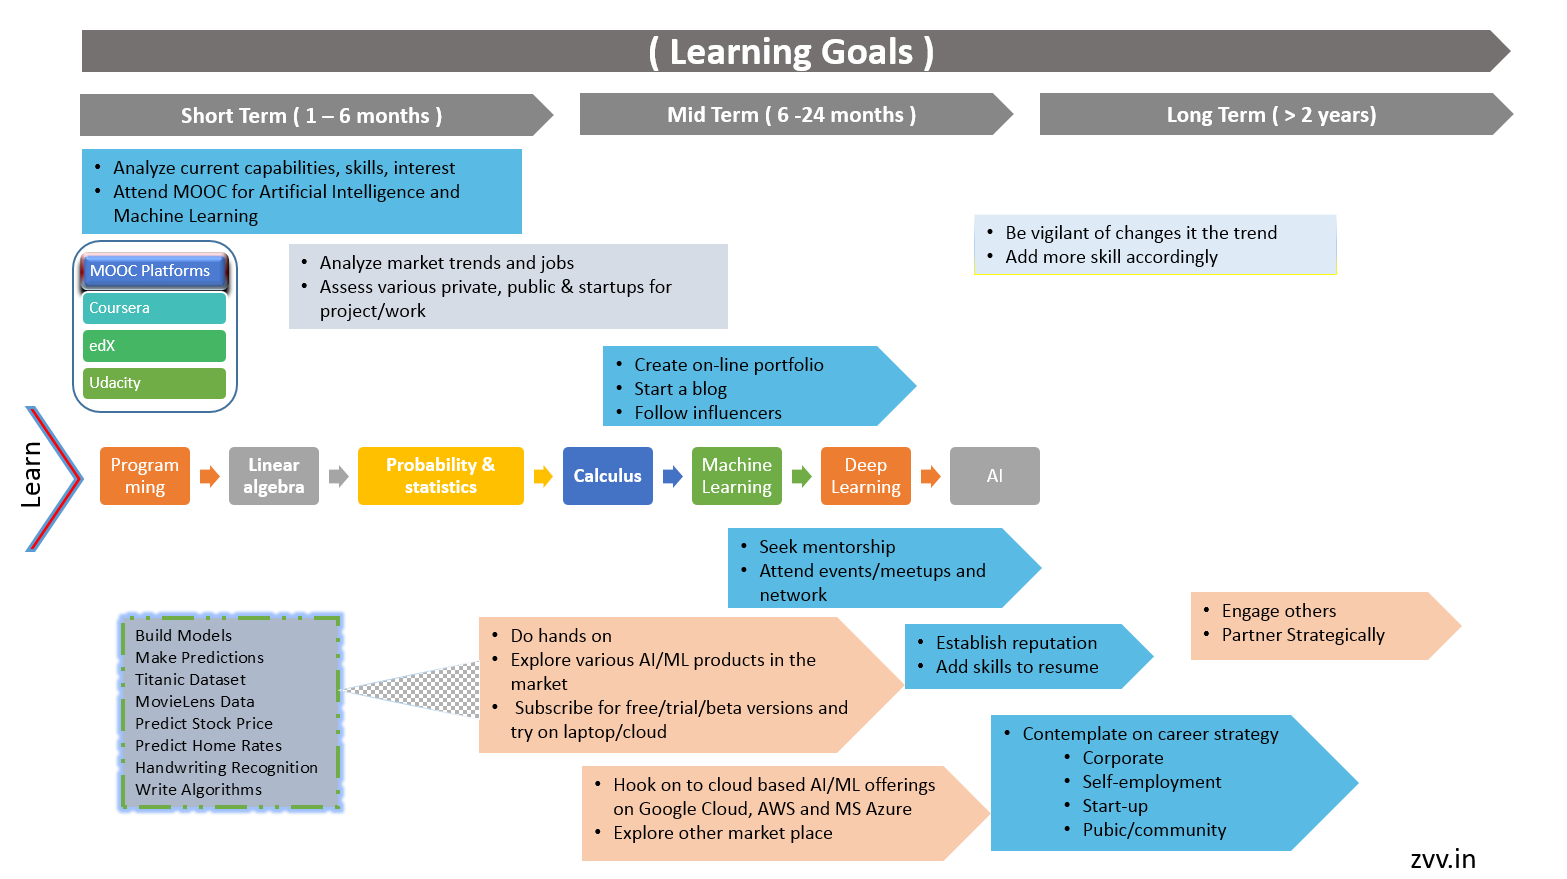 ( Learning Goals )
Short Term ( 1 – 6 months )
Mid Term ( 6 -24 months )
Long Term ( > 2 years)
• Analyze current capabilities, skills, interest
• Attend MOOC for Artificial Intelligence and
Machine Learning
MOOC Platforms
Coursera
edX
Udacity
• Analyze market trends and jobs
• Assess various private, public & startups for
project/work
• Be vigilant of changes it the trend
• Add more skill accordingly
• Create on-line portfolio
• Start a blog
• Follow influencers
Learn
Program
ming
Linear
algebra
Probability &
statistics
Calculus
Machine
Learning
Deep
Learning
AI
• Seek mentorship
• Attend events/meetups and
network
Build Models
Make Predictions
Titanic Dataset
MovieLens Data
Predict Stock Price
Predict Home Rates
Handwriting Recognition
Write Algorithms
• Do hands on
• Explore various AI/ML products in the
market
• Subscribe for free/trial/beta versions and
try on laptop/cloud
• Establish reputation
• Add skills to resume
• Engage others
• Partner Strategically
• Hook on to cloud based AI/ML offerings
on Google Cloud, AWS and MS Azure
• Explore other market place
• Contemplate on career strategy
• Corporate
• Self-employment
• Start-up
• Pubic/community
zvv.in